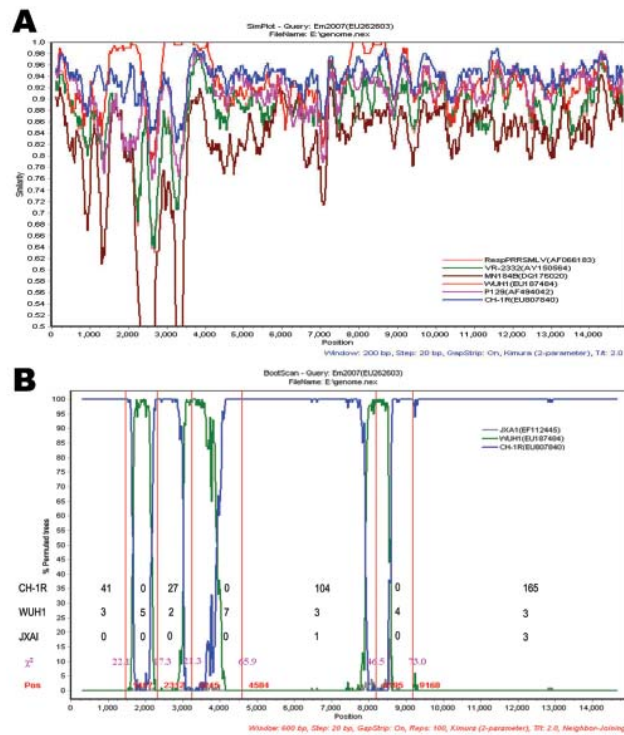 A
SimPlot - Query: Em2007(EU262603)
FileName: E:\genome.nex
1.0
0.98
0.96
0.94
0.92
0.9
0.88
0.86
0.84
0.82
0.8
0.78
0.76
0.74
0.72
0.7
0.68
0.66
0.64
0.62
0.6
0.58
0.56
0.54
0.52
0.5
Similarity
RespPRRSMLV(AF066183)
VR-2332(AY150564)
MN184B(DQ176020)
WUH1(EU187484)
P129(AF494042)
CH-1R(EU807840)
0 1,000 2,000 3,000 4,000 5,000 6,000 7,000 8,000 9,000 10,000 11,000 12,000 13,000 14,000
Position
Window: 200 bp, Step: 20 bp, GapStrip: On, Kimura (2-parameter), T/t: 2.0
B
BootScan - Query: Em2007(EU262603)
FileName: E:\genome.nex
100
95
90
85
80
75
70
65
60
55
50
45
40
35
30
25
20
15
10
5
0
% Permuted trees
JXA1(EF112445)
WUH1(EU187484)
CH-1R(EU807840)
CH-1R 41 0 27 0 104 0 165
WUH1 3 5 2 7 3 4 3
JXAI 0 0 0 0 1 0 3
χ² 65.9 46.5 73.0
Pos 4584 9168
0 1,000 2,000 3,000 4,000 5,000 6,000 7,000 8,000 9,000 10,000 11,000 12,000 13,000 14,000
Position
Window: 600 bp, Step: 20 bp, GapStrip: On, Reps: 100, Kimura (2-parameter), T/t: 2.0, Neighbor-Joining